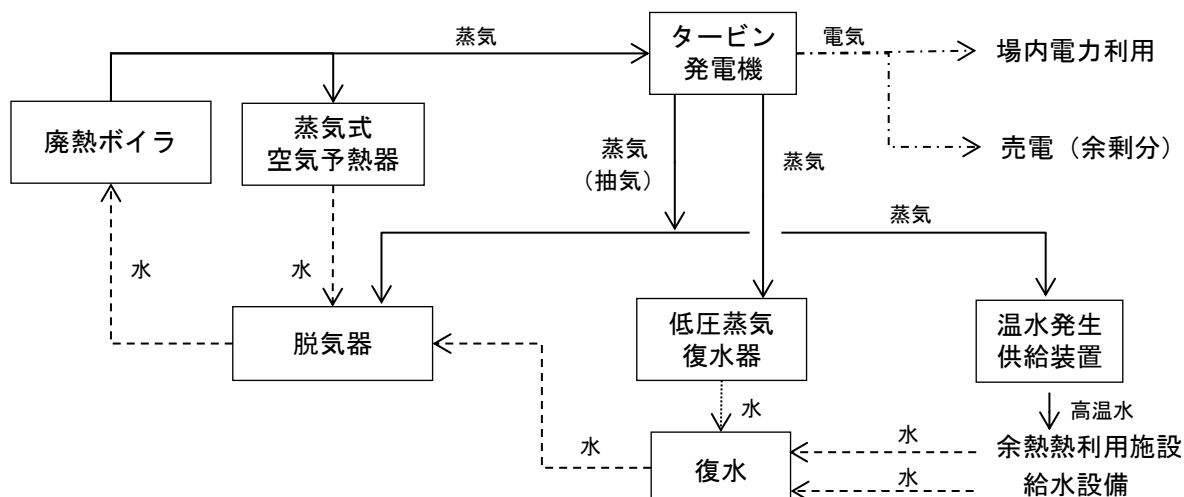 蒸気
タービン
発電機
電気
場内電力利用
廃熱ボイラ
蒸気式
空気予熱器
蒸気
（抽気）
蒸気
売電（余剰分）
蒸気
水
水
脱気器
低圧蒸気
復水器
温水発生
供給装置
水
高温水
水
復水
水
余熱熱利用施設
水
給水設備